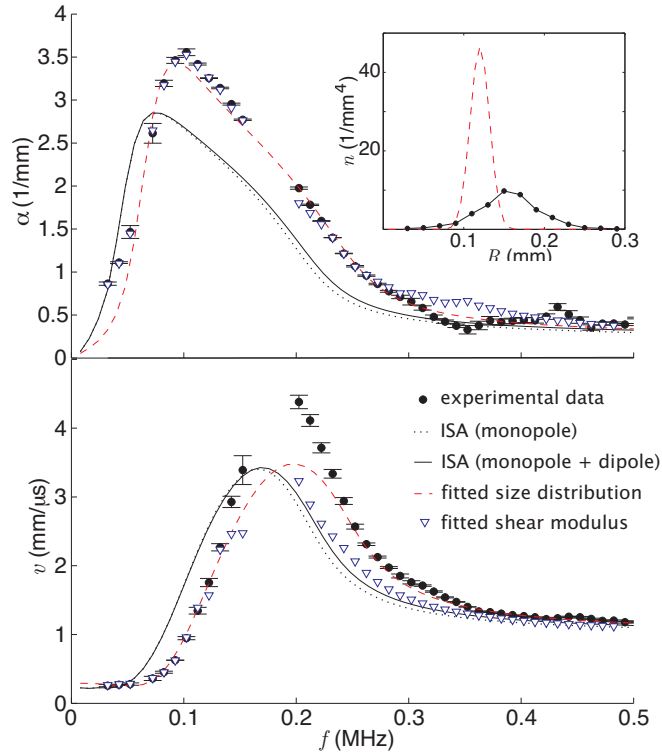 4
3.5
3
2.5
2
1.5
1
0.5
0
α (1/mm)
40
20
n (1/mm⁴)
0.1
0.2
0.3
R (mm)
4
3
2
1
0
v (mm/μs)
experimental data
ISA (monopole)
ISA (monopole + dipole)
fitted size distribution
fitted shear modulus
0
0.1
0.2
0.3
0.4
0.5
f (MHz)